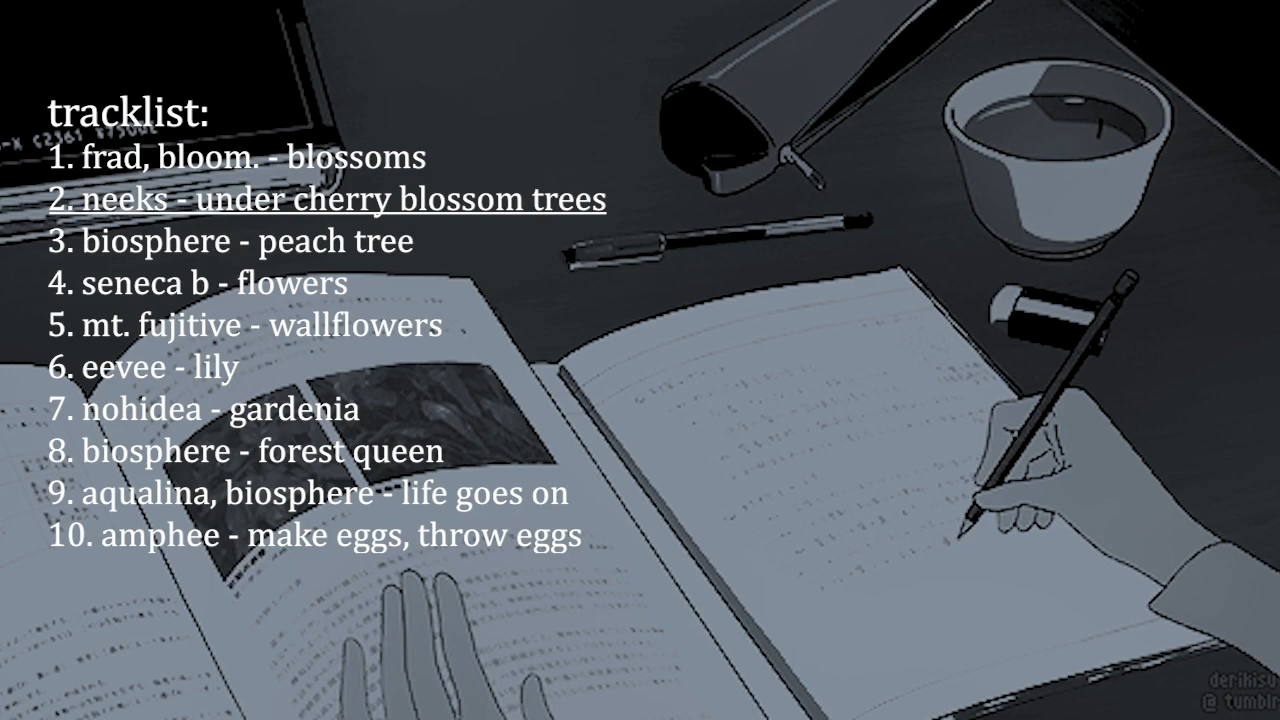 tracklist:
1. frad, bloom. - blossoms
2. neeks - under cherry blossom trees
3. biosphere - peach tree
4. seneca b - flowers
5. mt. fujitive - wallflowers
6. eevee - lily
7. nohidea - gardenia
8. biosphere - forest queen
9. aqualina, biosphere - life goes on
10. amphee - make eggs, throw eggs
@ tumblr